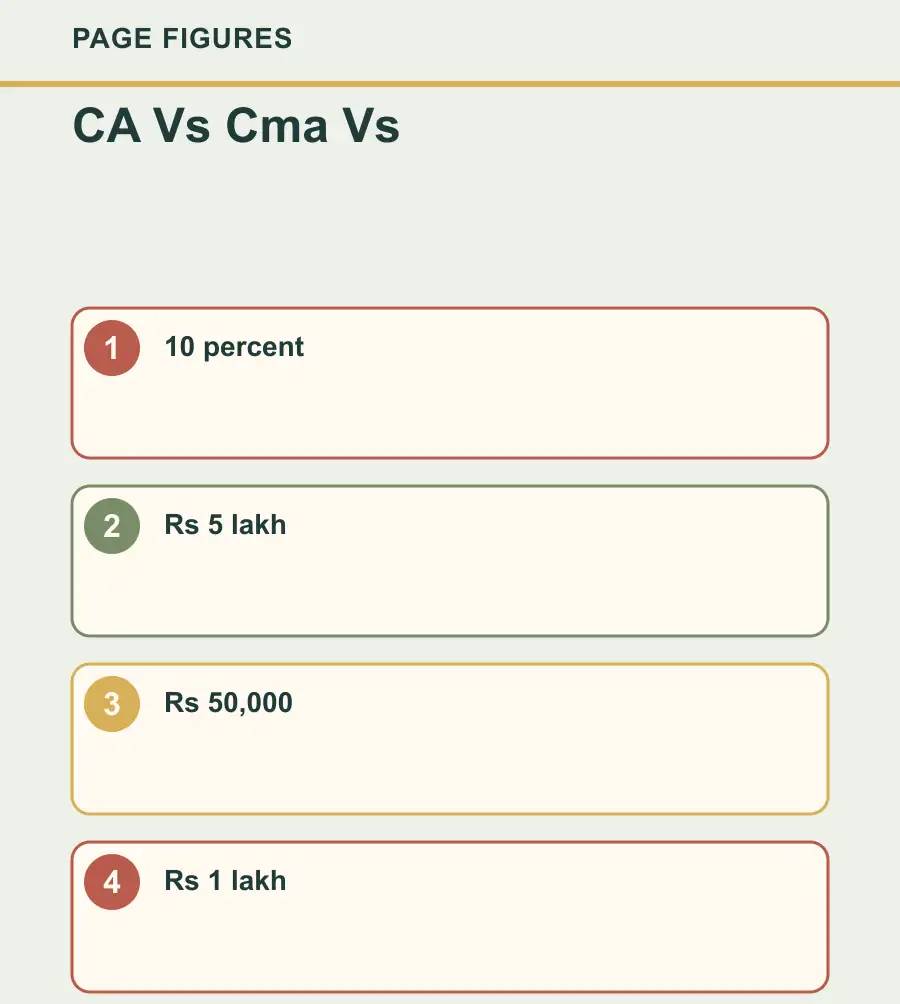 PAGE FIGURES
CA Vs Cma Vs
1 10 percent
2 Rs 5 lakh
3 Rs 50,000
4 Rs 1 lakh